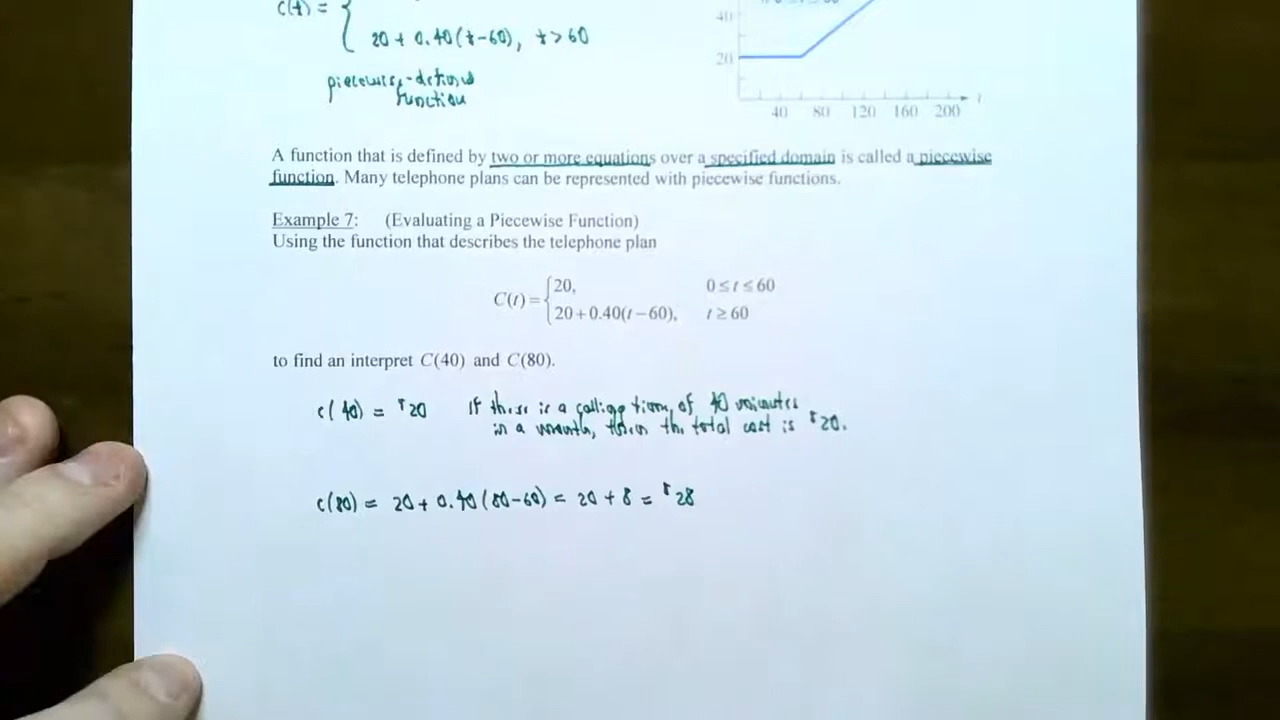 C(t) = {
20 + 0.40(t-60), t > 60
piecewise-defined
function
40
20
40 80 120 160 200 t
A function that is defined by two or more equations over a specified domain is called a piecewise
function. Many telephone plans can be represented with piecewise functions.
Example 7: (Evaluating a Piecewise Function)
Using the function that describes the telephone plan
C(t) = { 20, 0 ≤ t ≤ 60
20 + 0.40(t − 60), t ≥ 60
to find an interpret C(40) and C(80).
C(40) = $20 If there is a calling time of 40 minutes
in a month, then the total cost is $20.
C(80) = 20 + 0.40(80-60) = 20 + 8 = $28